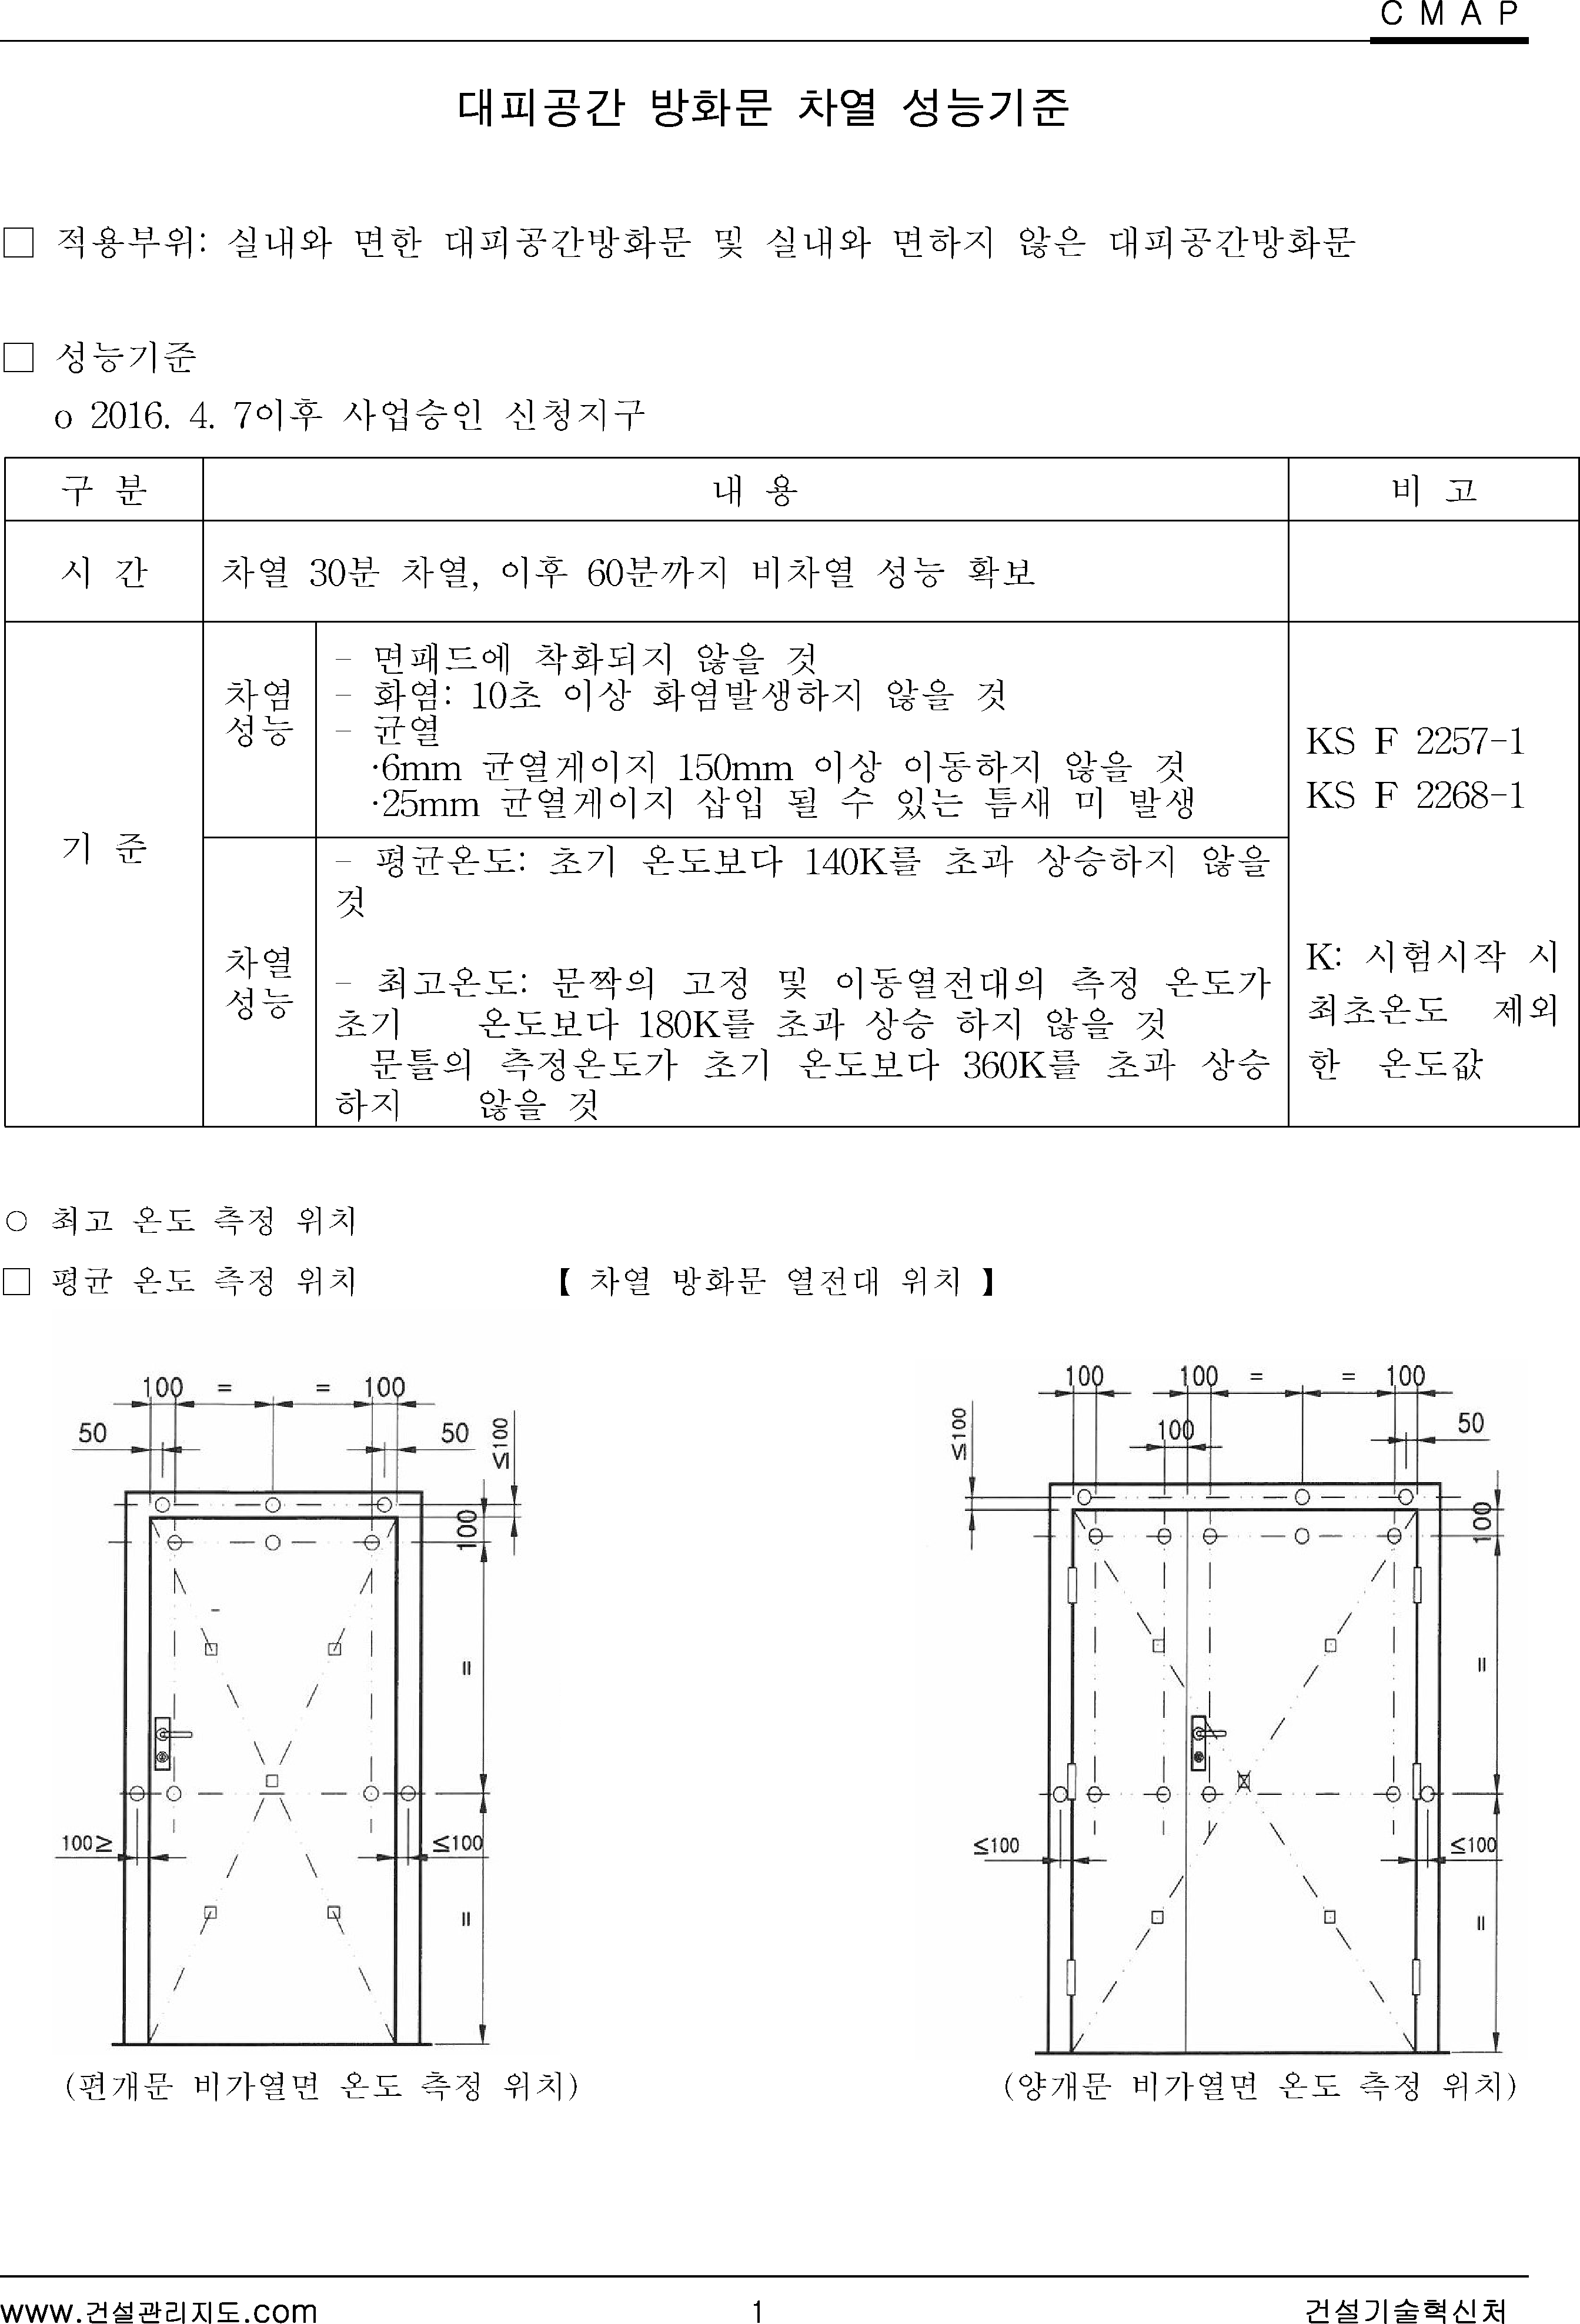 C M A P
대피공간 방화문 차열 성능기준
□ 적용부위: 실내와 면한 대피공간방화문 및 실내와 면하지 않은 대피공간방화문
□ 성능기준
o 2016. 4. 7이후 사업승인 신청지구
구 분 내 용 비 고
시 간 차열 30분 차열, 이후 60분까지 비차열 성능 확보
기 준
차염
성능
- 면패드에 착화되지 않을 것
- 화염: 10초 이상 화염발생하지 않을 것
- 균열
·6mm 균열게이지 150mm 이상 이동하지 않을 것
·25mm 균열게이지 삽입 될 수 있는 틈새 미 발생
KS F 2257-1
KS F 2268-1
차열
성능
- 평균온도: 초기 온도보다 140K를 초과 상승하지 않을
것
- 최고온도: 문짝의 고정 및 이동열전대의 측정 온도가
초기 온도보다 180K를 초과 상승 하지 않을 것
문틀의 측정온도가 초기 온도보다 360K를 초과 상승
하지 않을 것
K: 시험시작 시
최초온도 제외
한 온도값
○ 최고 온도 측정 위치
□ 평균 온도 측정 위치 【 차열 방화문 열전대 위치 】
100 = = 100
50 50
≤100
100
=
100≥ ≤100
=
(편개문 비가열면 온도 측정 위치)
100 100 = = 100
≤100
100
50
100
=
≤100 ≤100
=
(양개문 비가열면 온도 측정 위치)
www.건설관리지도.com 1 건설기술혁신처